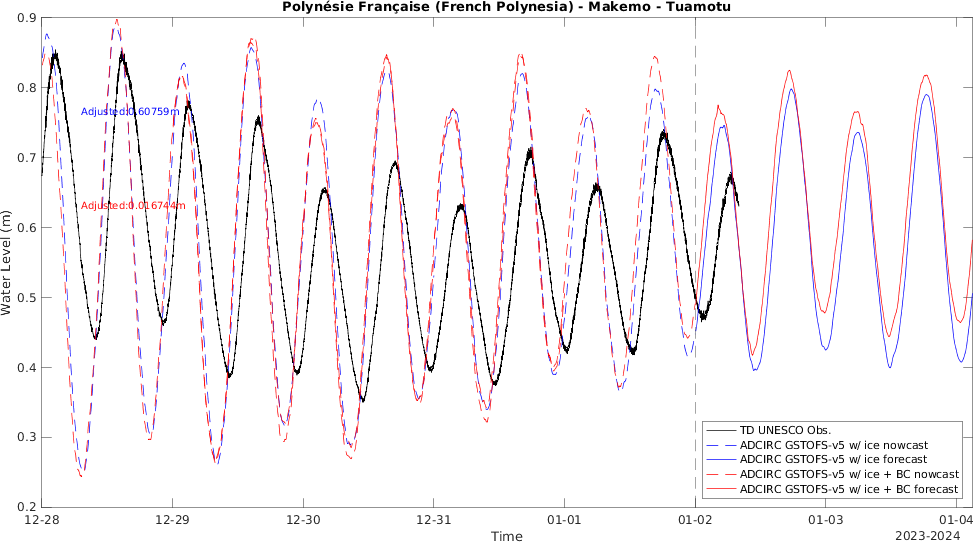 Polynésie Française (French Polynesia) - Makemo - Tuamotu
0.9
0.8
0.7
0.6
0.5
0.4
0.3
0.2
Water Level (m)
Adjusted:0.60759m
Adjusted:0.016744m
TD UNESCO Obs.
ADCIRC GSTOFS-v5 w/ ice nowcast
ADCIRC GSTOFS-v5 w/ ice forecast
ADCIRC GSTOFS-v5 w/ ice + BC nowcast
ADCIRC GSTOFS-v5 w/ ice + BC forecast
12-28 12-29 12-30 12-31 01-01 01-02 01-03 01-04
Time
2023-2024